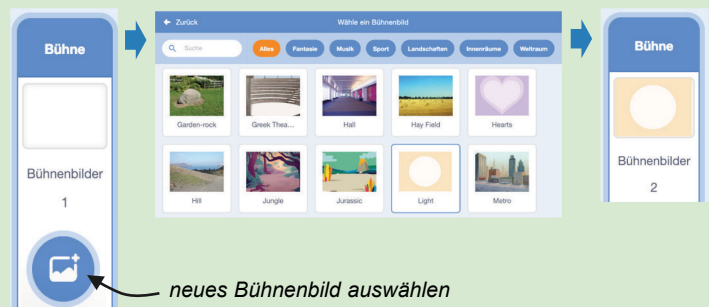 Bühne
Bühnenbilder
1
neues Bühnenbild auswählen
Zurück
Wähle ein Bühnenbild
Suche
Alles Fantasie Musik Sport Landschaften Innenräume Weltraum
Garden-rock Greek Thea... Hall Hay Field Hearts
Hill Jungle Jurassic Light Metro
Bühne
Bühnenbilder
2